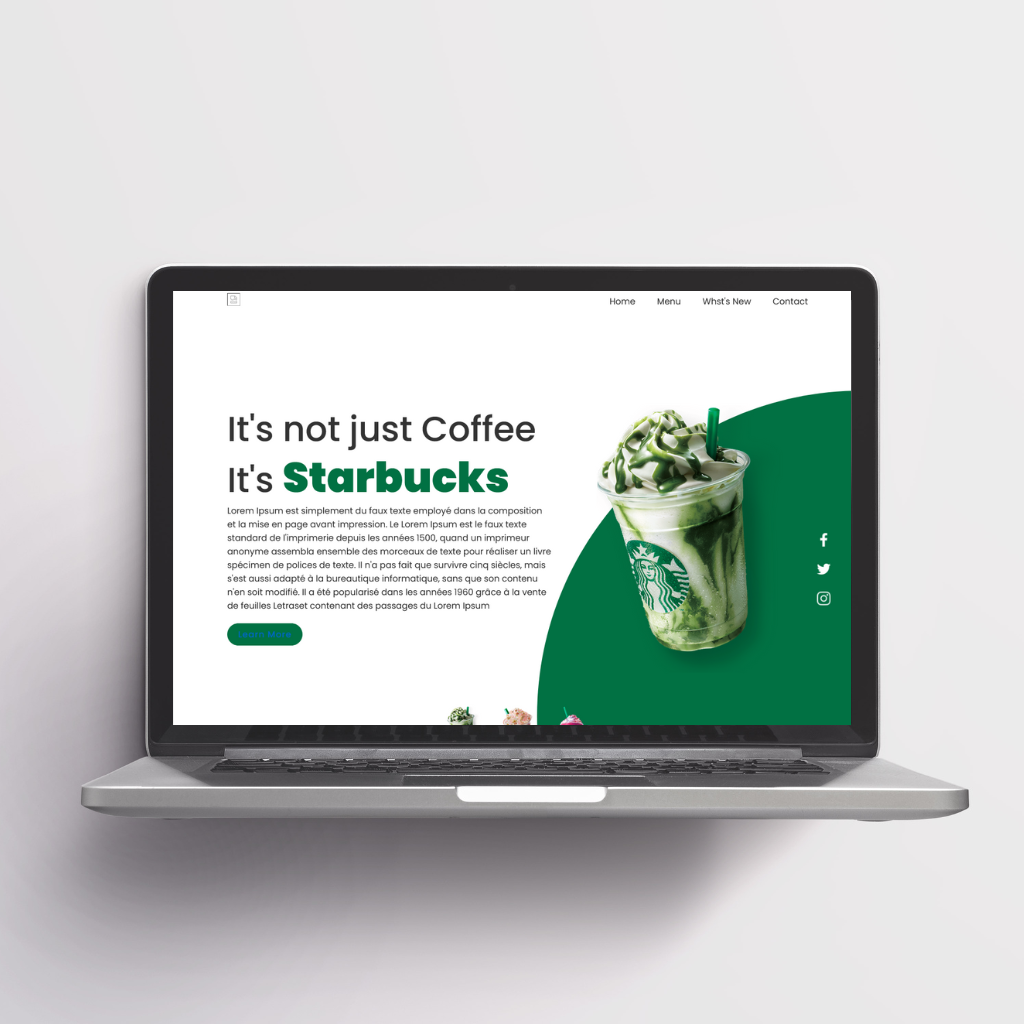 Home Menu Whst's New Contact
It's not just Coffee
It's Starbucks
Lorem Ipsum est simplement du faux texte employé dans la composition
et la mise en page avant impression. Le Lorem Ipsum est le faux texte
standard de l'imprimerie depuis les années 1500, quand un imprimeur
anonyme assembla ensemble des morceaux de texte pour réaliser un livre
spécimen de polices de texte. Il n'a pas fait que survivre cinq siècles, mais
s'est aussi adapté à la bureautique informatique, sans que son contenu
n'en soit modifié. Il a été popularisé dans les années 1960 grâce à la vente
de feuilles Letraset contenant des passages du Lorem Ipsum
Learn More